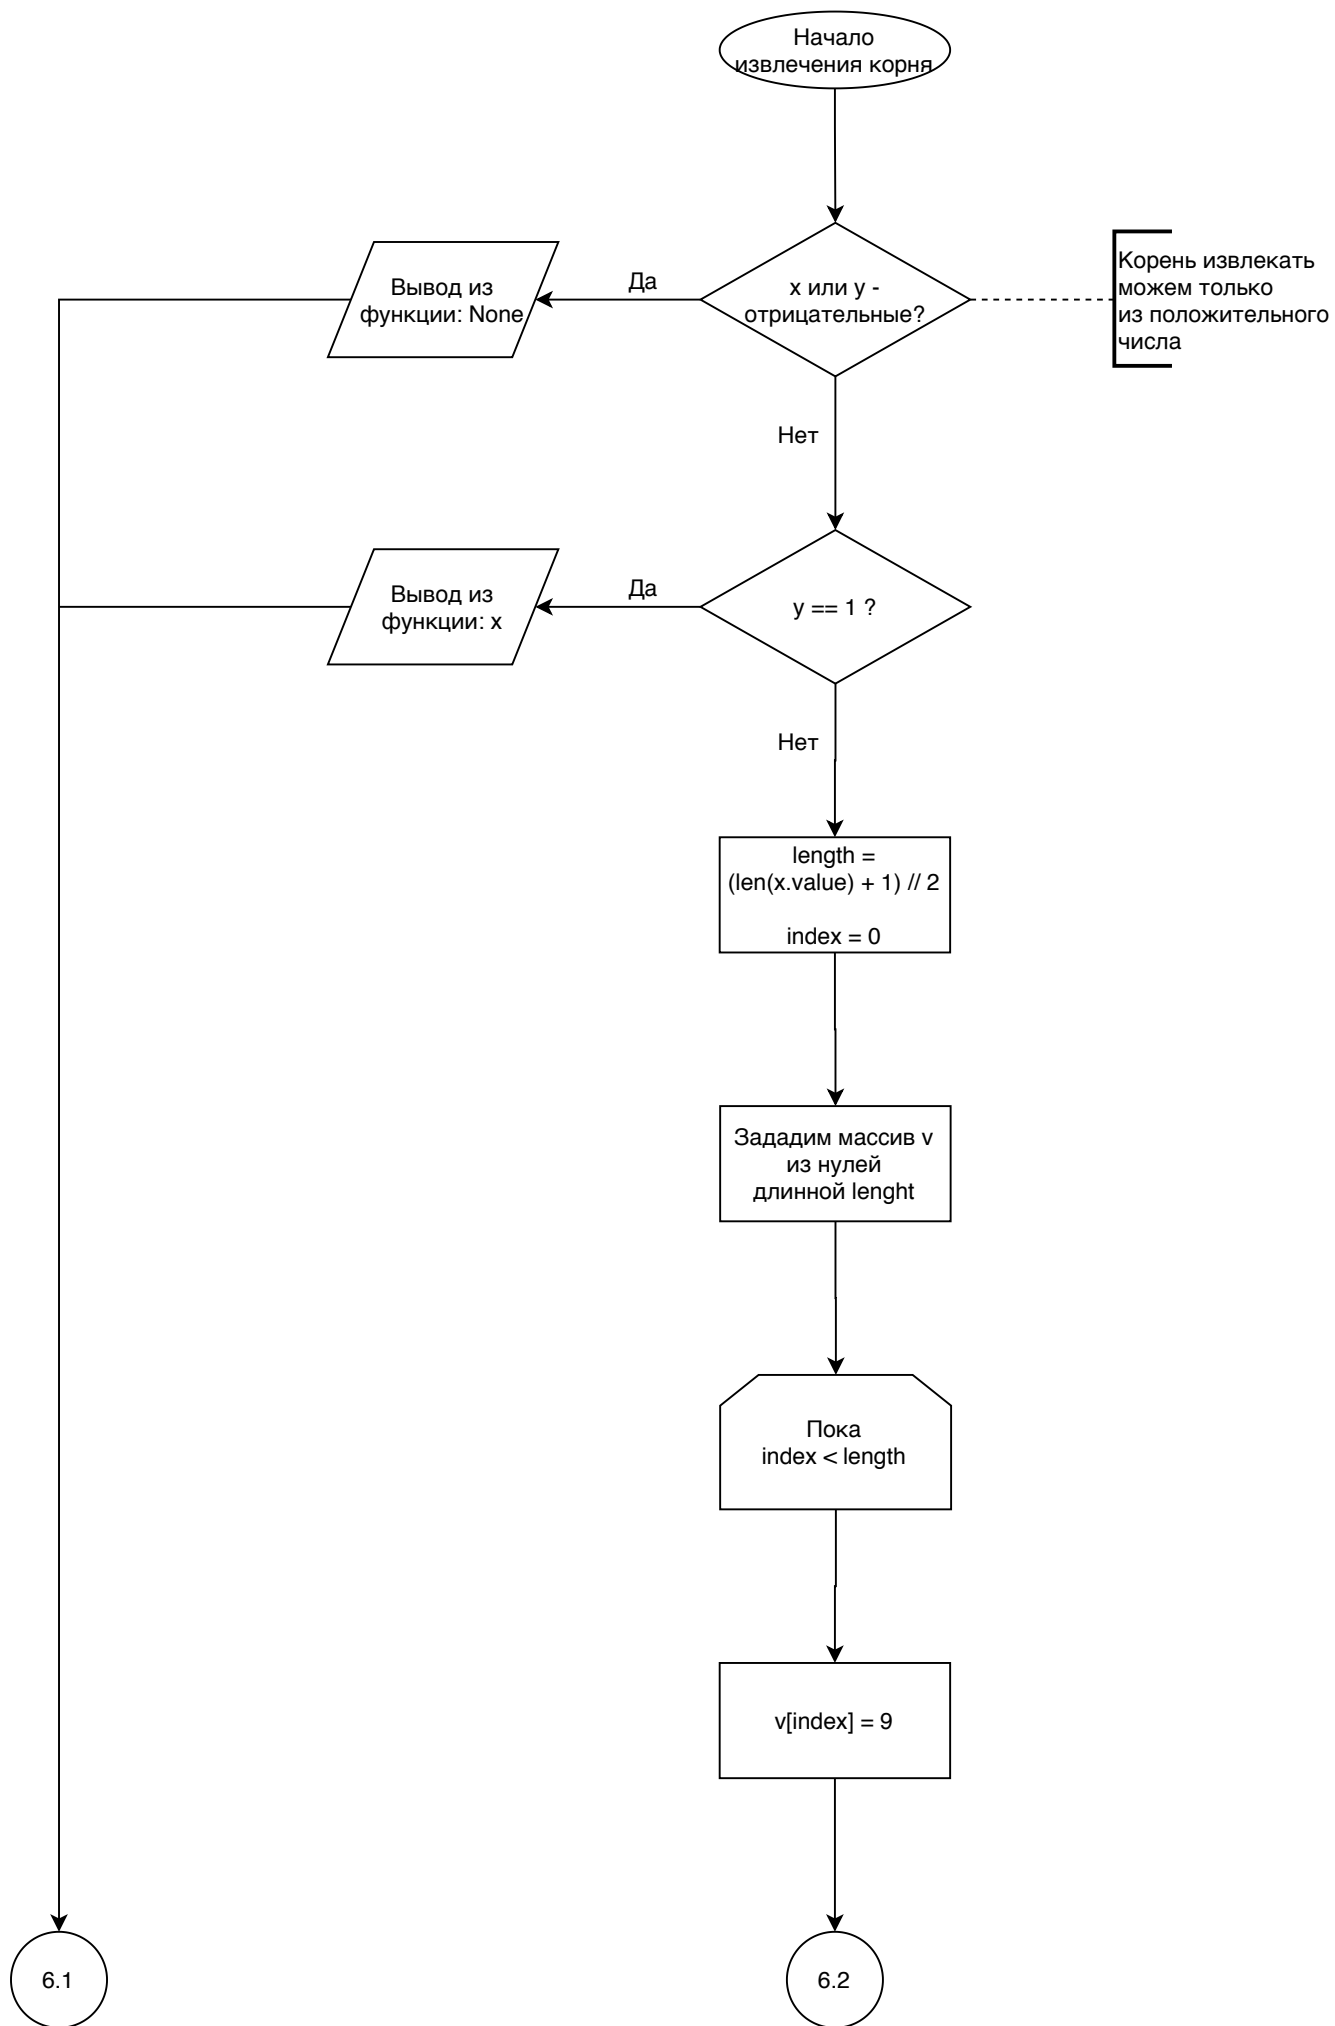 Начало
извлечения корня
Вывод из
функции: None
Да
x или y -
отрицательные?
Корень извлекать
можем только
из положительного
числа
Нет
Вывод из
функции: x
Да
y == 1 ?
Нет
length =
(len(x.value) + 1) // 2
index = 0
Зададим массив v
из нулей
длинной lenght
Пока
index < length
v[index] = 9
6.1
6.2